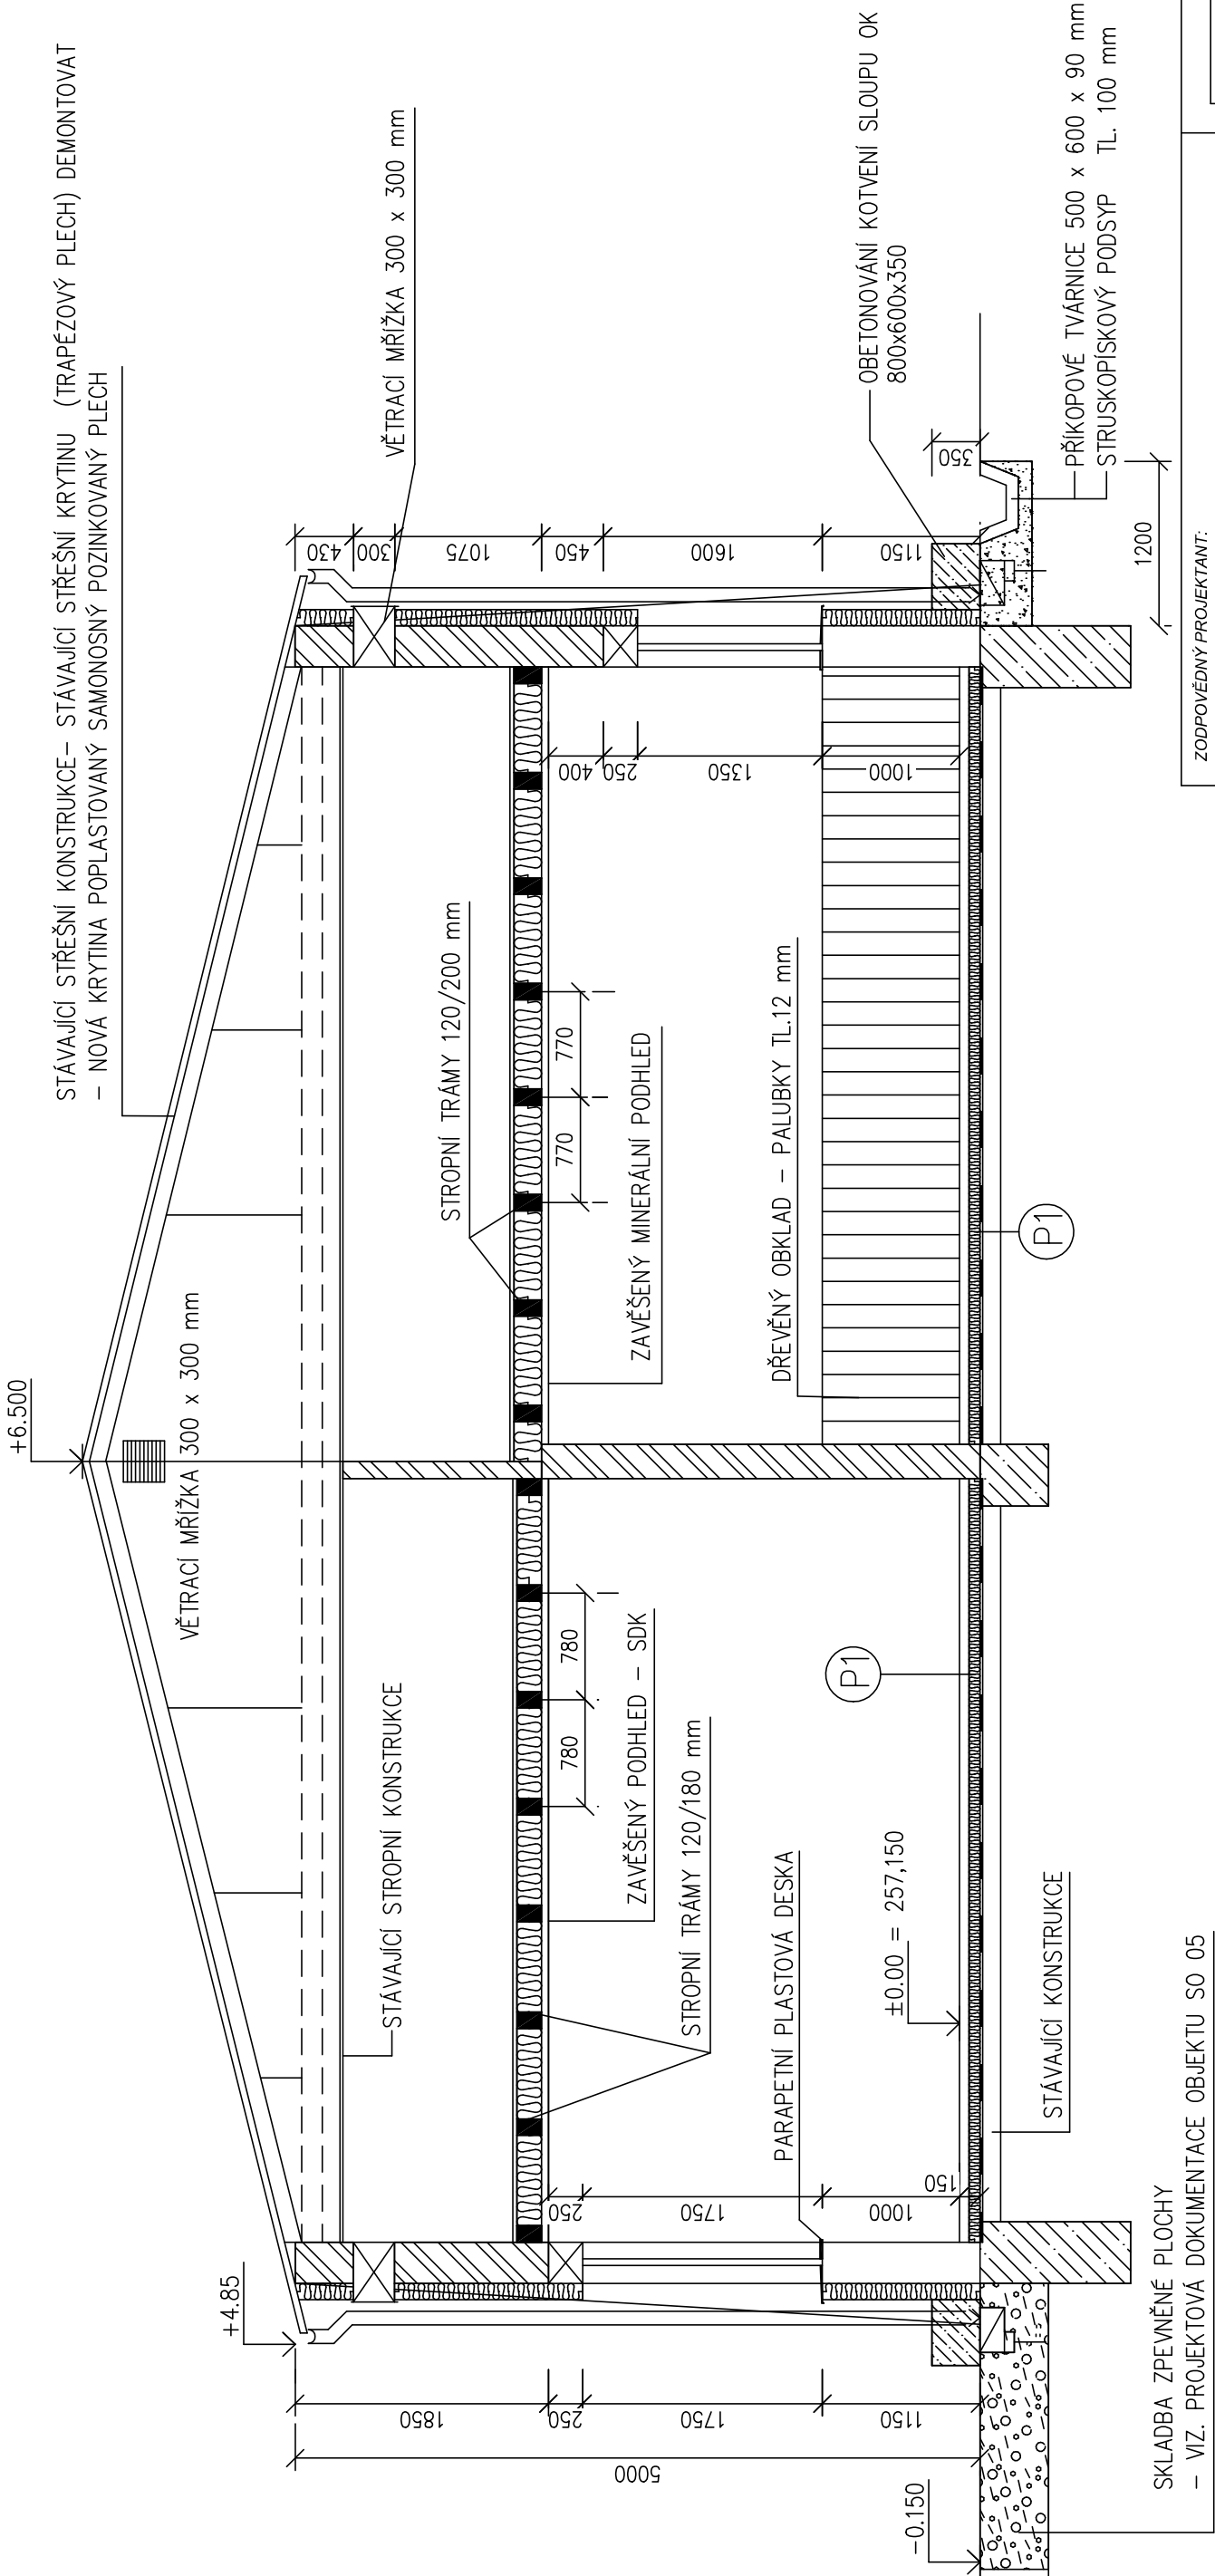 STÁVAJÍCÍ STŘEŠNÍ KONSTRUKCE- STÁVAJÍCÍ STŘEŠNÍ KRYTINU (TRAPÉZOVÝ PLECH) DEMONTOVAT
- NOVÁ KRYTINA POPLASTOVANÝ SAMONOSNÝ POZINKOVANÝ PLECH
+6.500
VĚTRACÍ MŘÍŽKA 300 x 300 mm
VĚTRACÍ MŘÍŽKA 300 x 300 mm
+4.85
STÁVAJÍCÍ STROPNÍ KONSTRUKCE
STROPNÍ TRÁMY 120/200 mm
430
300
1075
450
1600
1150
1850
250
1750
1150
5000
780
780
770
770
ZAVĚŠENÝ PODHLED - SDK
ZAVĚŠENÝ MINERÁLNÍ PODHLED
STROPNÍ TRÁMY 120/180 mm
250
1750
1000
150
400
250
1350
1000
PARAPETNÍ PLASTOVÁ DESKA
DŘEVĚNÝ OBKLAD - PALUBKY TL.12 mm
P1
±0.00 = 257,150
-0.150
OBETONOVÁNÍ KOTVENÍ SLOUPU OK
800x600x350
350
P1
STÁVAJÍCÍ KONSTRUKCE
PŘÍKOPOVÉ TVÁRNICE 500 x 600 x 90 mm
STRUSKOPÍSKOVÝ PODSYP TL. 100 mm
1200
SKLADBA ZPEVNĚNÉ PLOCHY
- VIZ. PROJEKTOVÁ DOKUMENTACE OBJEKTU SO 05
ZODPOVĚDNÝ PROJEKTANT: